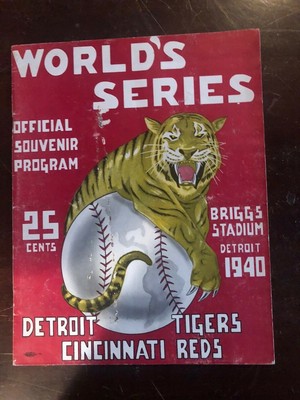 WORLD'S
SERIES
OFFICIAL
SOUVENIR
PROGRAM
25
CENTS
BRIGGS
STADIUM
DETROIT
1940
DETROIT TIGERS
CINCINNATI REDS